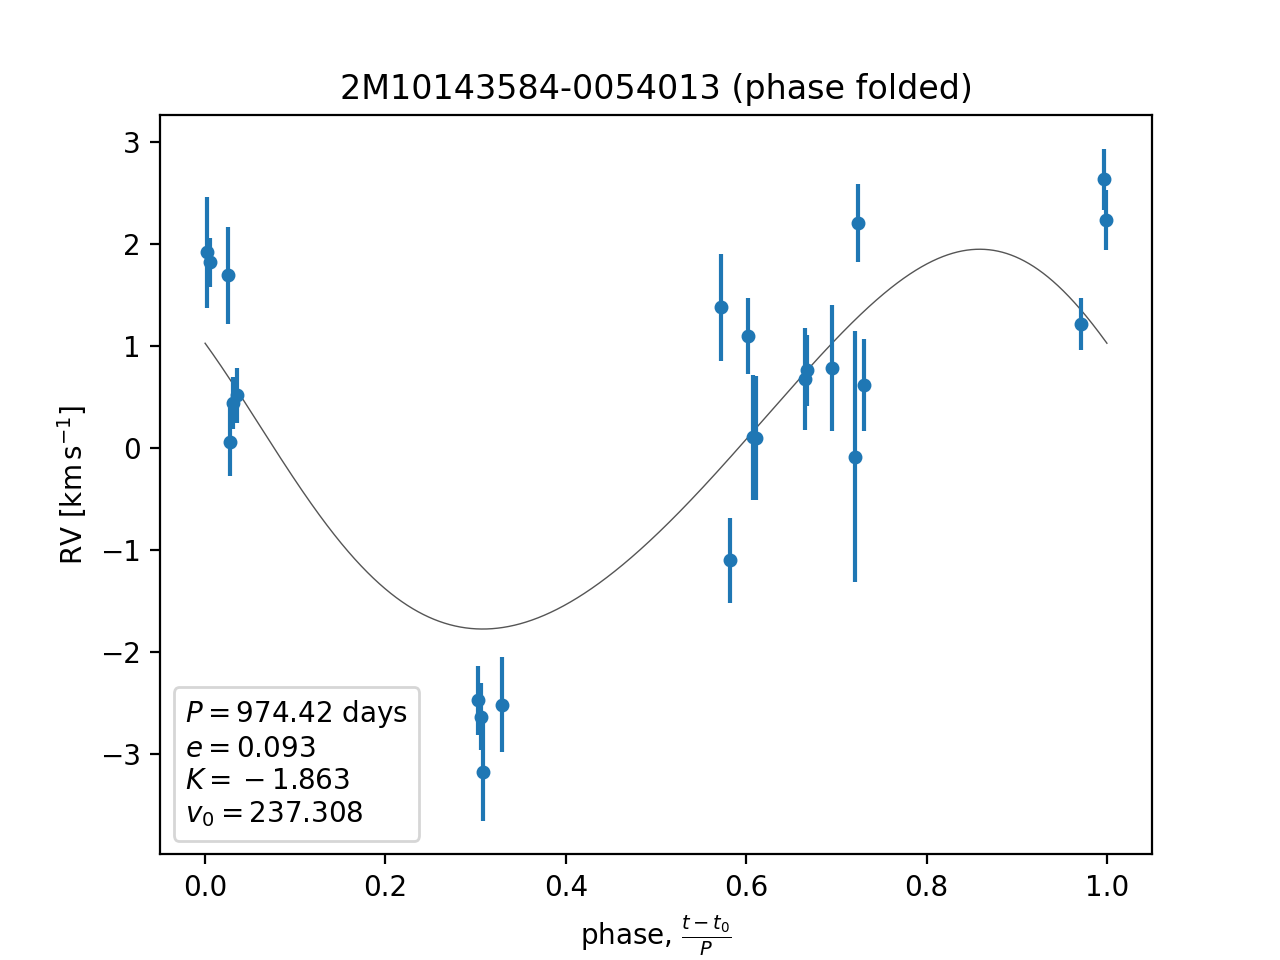 2M10143584-0054013 (phase folded)
3
2
1
0
−1
−2
−3
RV [km s⁻¹]
P = 974.42 days
e = 0.093
K = −1.863
v₀ = 237.308
0.0 0.2 0.4 0.6 0.8 1.0
phase, (t − t₀)/P